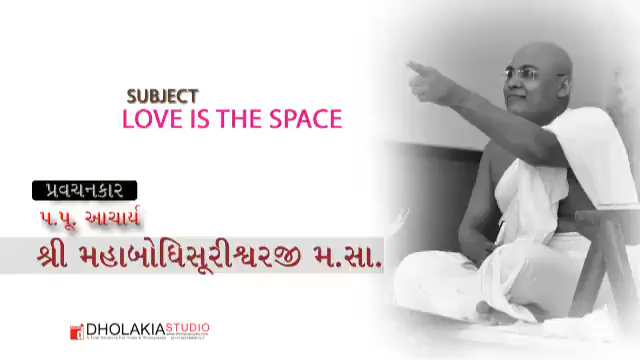 SUBJECT
LOVE IS THE SPACE
પ્રવચનકાર
પ.પૂ. આચાર્ય
શ્રી મહાબોધિસૂરીશ્વરજી મ.સા.
DHOLAKIA STUDIO